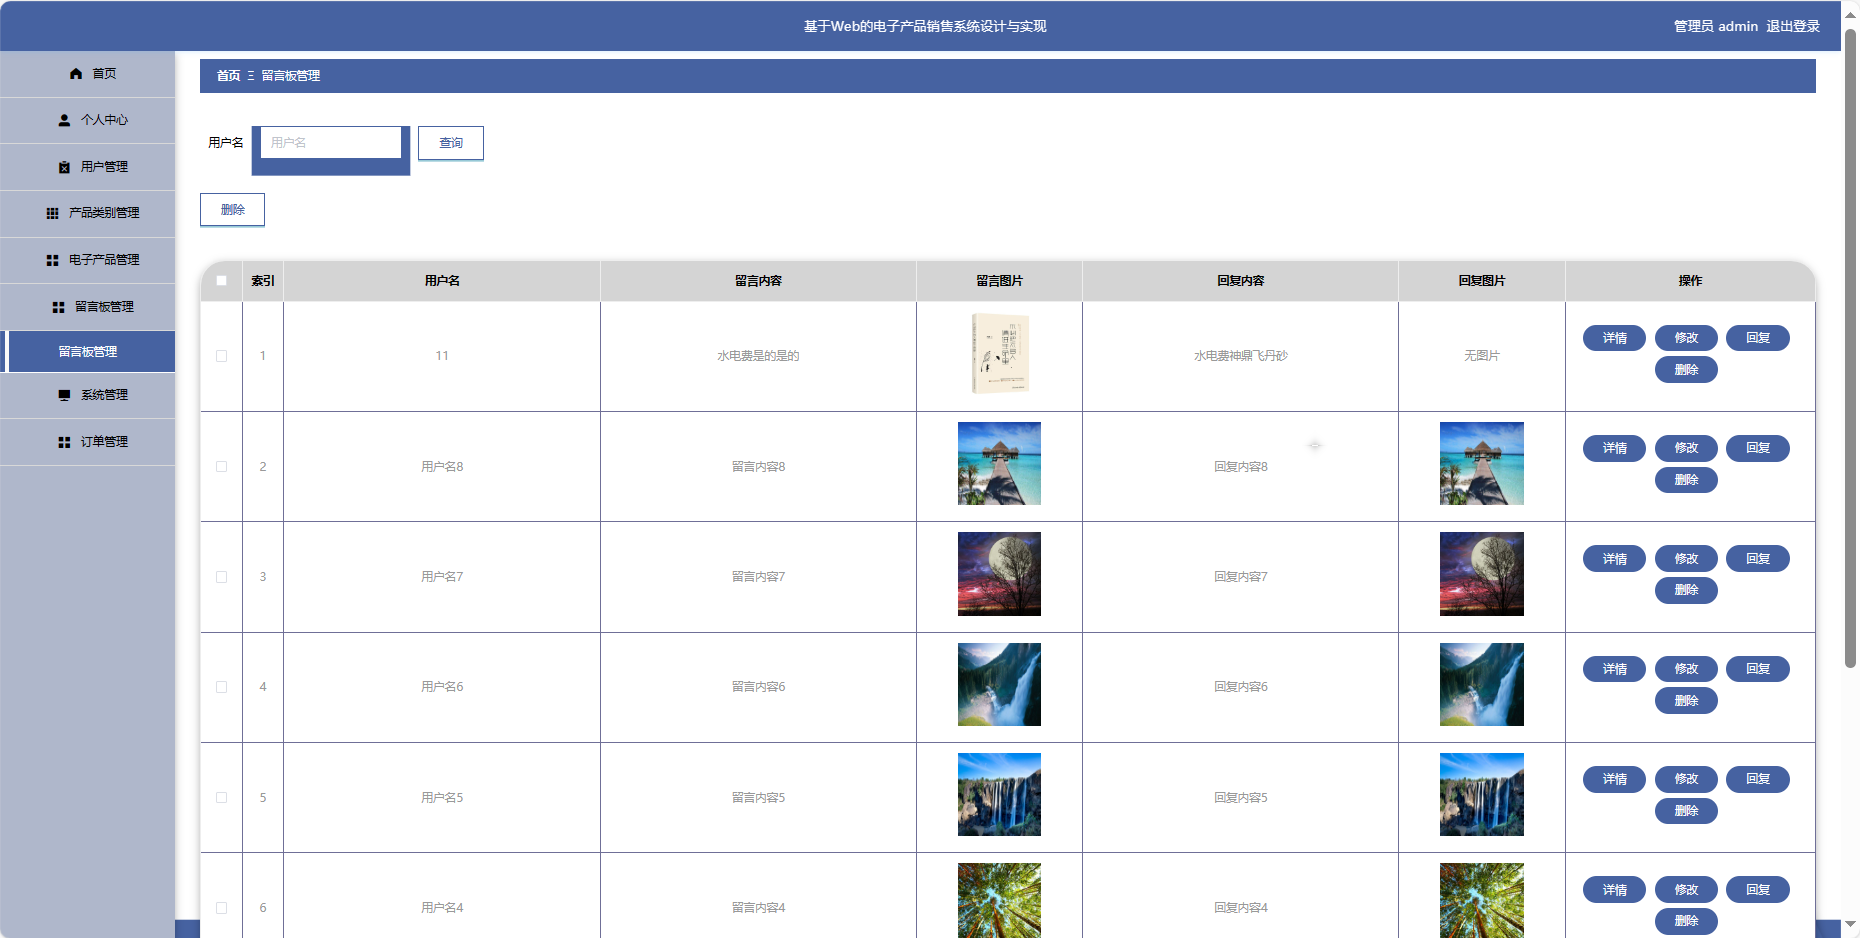 基于Web的电子产品销售系统设计与实现
管理员 admin 退出登录
首页
个人中心
用户管理
产品类别管理
电子产品管理
留言板管理
留言板管理
系统管理
订单管理
首页 Ξ 留言板管理
用户名 用户名 查询
删除
索引 用户名 留言内容 留言图片 回复内容 回复图片 操作
1 11 水电费是的是的 水电费神鼎飞丹砂 无图片 详情 修改 回复
删除
2 用户名8 留言内容8 回复内容8 详情 修改 回复
删除
3 用户名7 留言内容7 回复内容7 详情 修改 回复
删除
4 用户名6 留言内容6 回复内容6 详情 修改 回复
删除
5 用户名5 留言内容5 回复内容5 详情 修改 回复
删除
6 用户名4 留言内容4 回复内容4 详情 修改 回复
删除